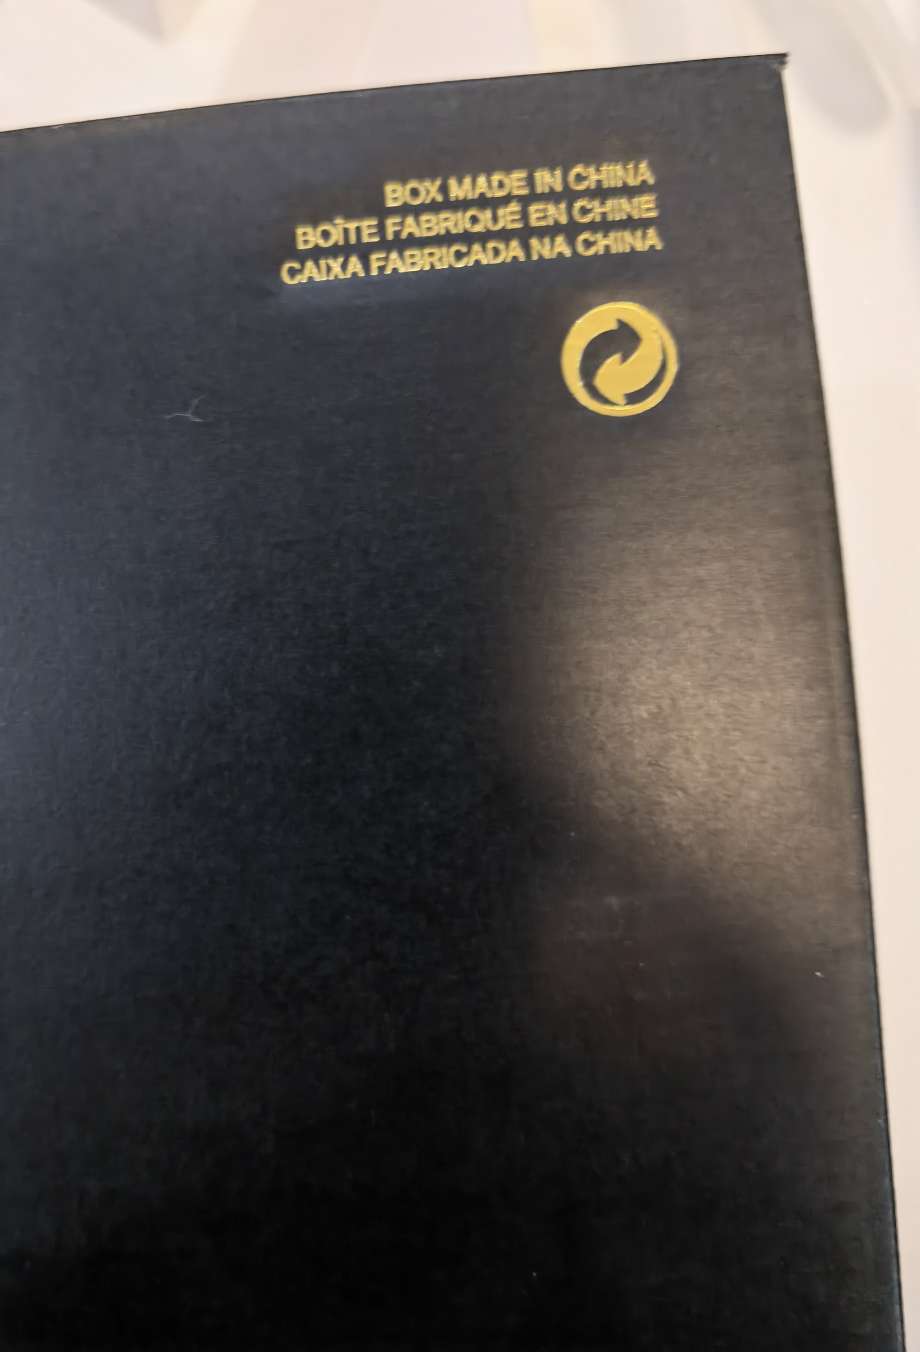 BOX MADE IN CHINA
BOÎTE FABRIQUÉ EN CHINE
CAIXA FABRICADA NA CHINA